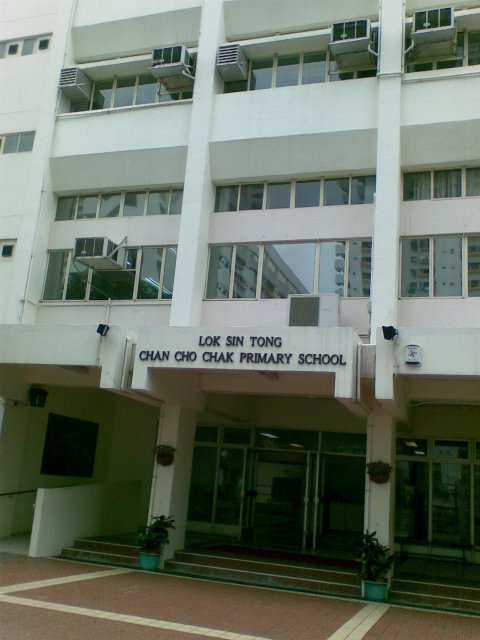 LOK SIN TONG
CHAN CHO CHAK PRIMARY SCHOOL